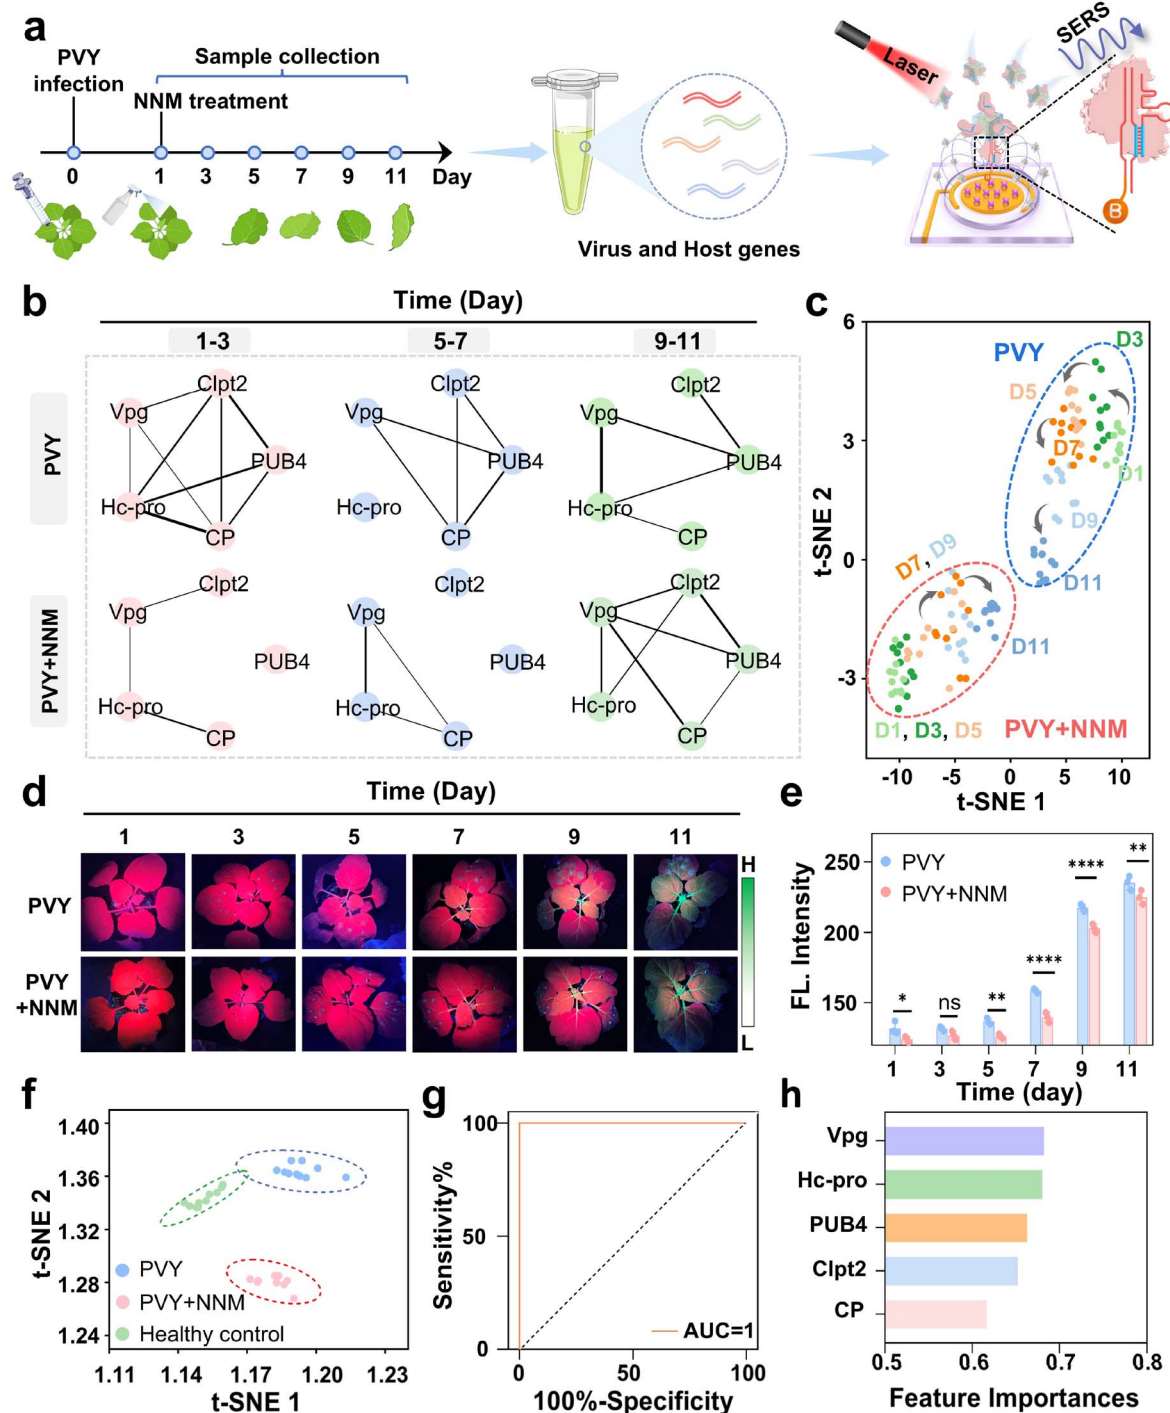 a
PVY
infection
Sample collection
NNM treatment
0 1 3 5 7 9 11 Day
Virus and Host genes
Laser
SERS
B
b
Time (Day)
1-3 5-7 9-11
PVY
Clpt2
Vpg
PUB4
Hc-pro
CP
Clpt2
Vpg
PUB4
Hc-pro
CP
Clpt2
Vpg
PUB4
Hc-pro
CP
PVY+NNM
Clpt2
Vpg
PUB4
Hc-pro
CP
Clpt2
Vpg
PUB4
Hc-pro
CP
Clpt2
Vpg
PUB4
Hc-pro
CP
c
t-SNE 2
6
3
0
-3
PVY
D3
D5
D7
D1
D9
D11
D7, D9
D11
D1, D3, D5
PVY+NNM
-10 -5 0 5 10
t-SNE 1
d
Time (Day)
1 3 5 7 9 11
PVY
PVY
+NNM
H
L
e
FL. Intensity
250
200
150
PVY
PVY+NNM
* ns ** **** **** **
1 3 5 7 9 11
Time (day)
f
t-SNE 2
1.40
1.36
1.32
1.28
1.24
PVY
PVY+NNM
Healthy control
1.11 1.14 1.17 1.20 1.23
t-SNE 1
g
Sensitivity%
100
50
0
AUC=1
0 50 100
100%-Specificity
h
Vpg
Hc-pro
PUB4
Clpt2
CP
0.5 0.6 0.7 0.8
Feature Importances